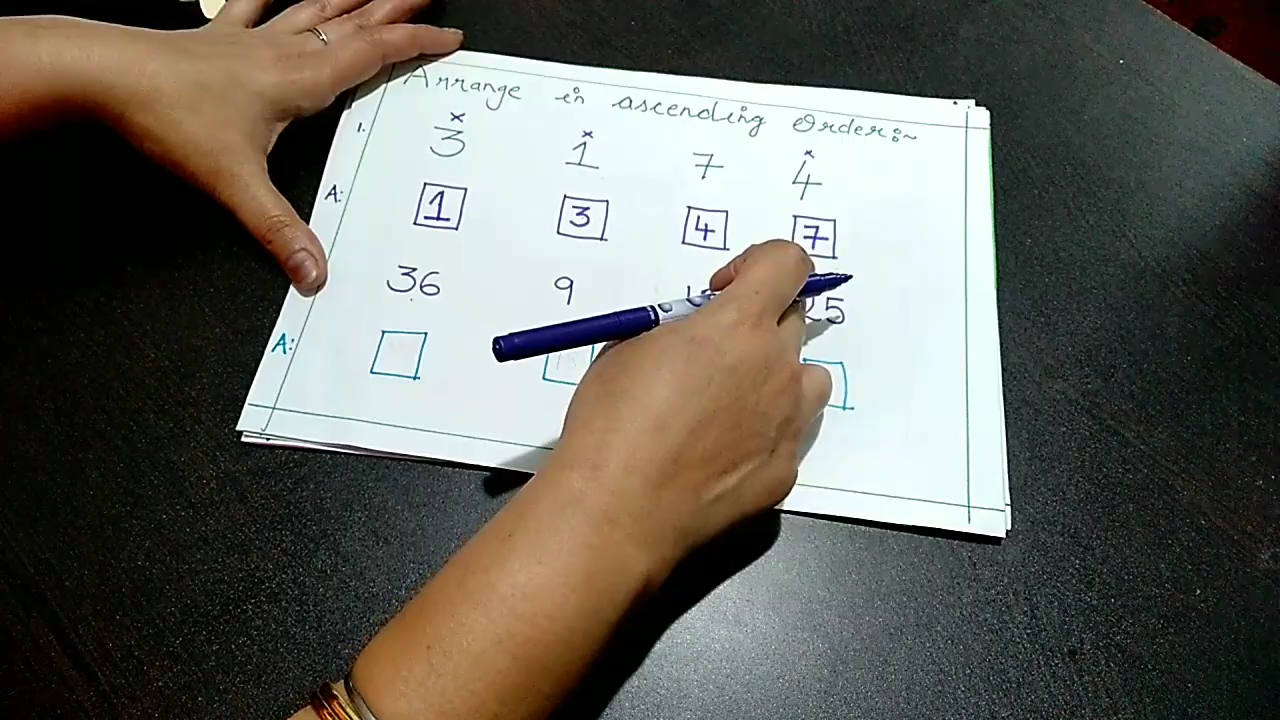 Arrange in ascending order:~
1. 3 1 7 4
A: 1 3 4 7
36 9 25
A: